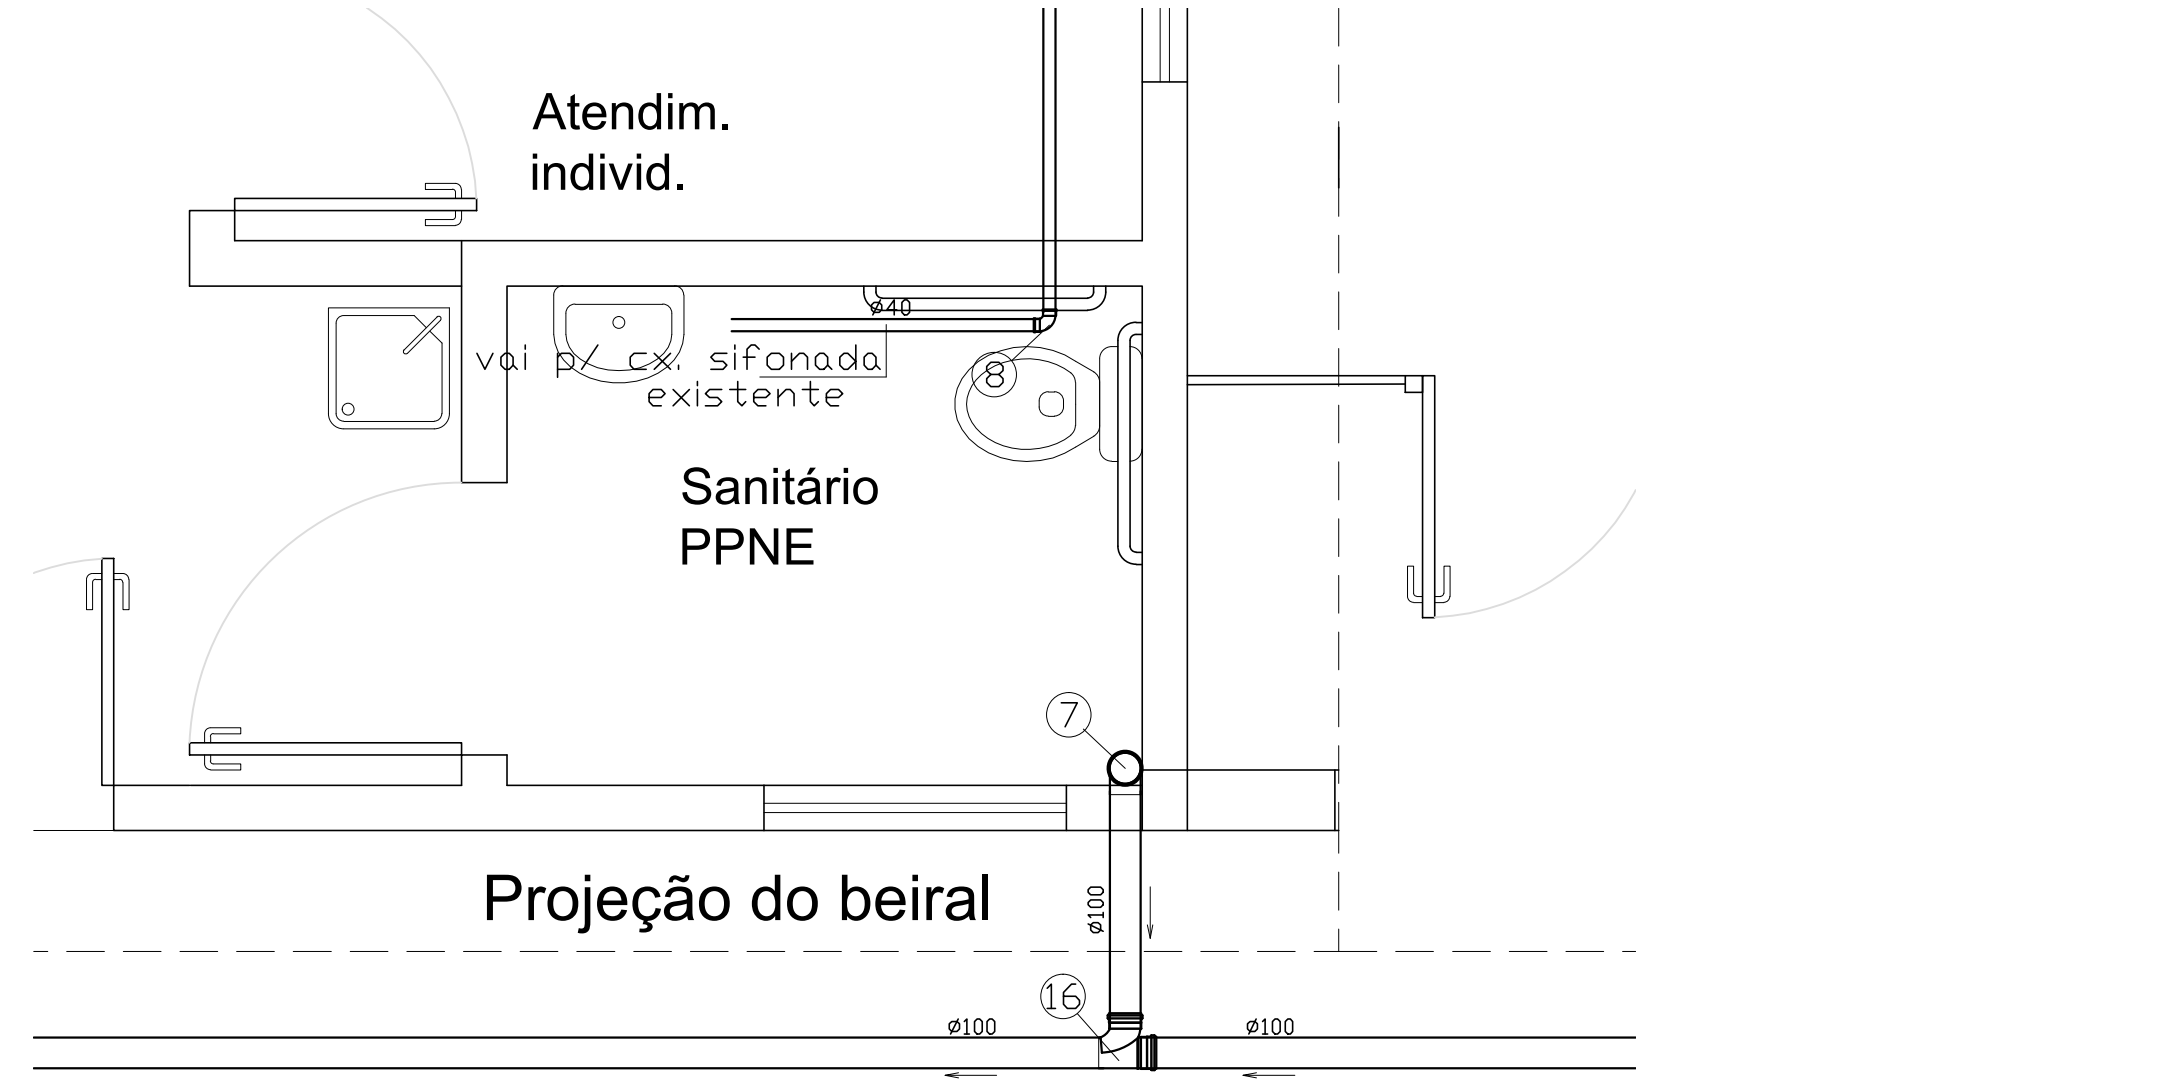 Atendim.
individ.
ø40
vai p/ cx. sifonada
existente
8
Sanitário
PPNE
7
Projeção do beiral
ø100
16
ø100
ø100